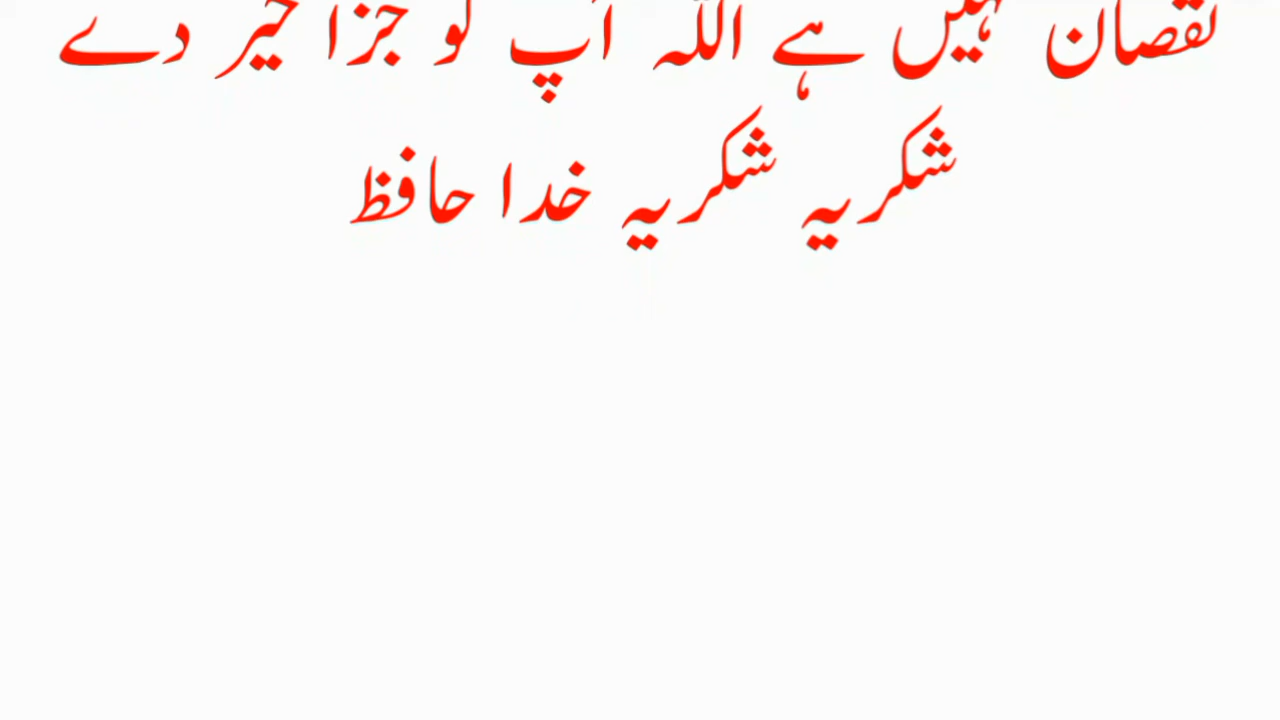 نقصان نہیں ہے اللہ آپ کو جزا خیر دے
شکریہ شکریہ خدا حافظ